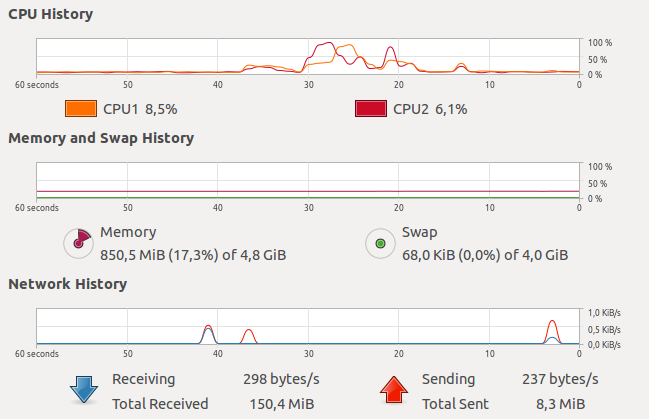 CPU History
100 %
50 %
0 %
60 seconds 50 40 30 20 10 0
CPU1 8,5% CPU2 6,1%
Memory and Swap History
100 %
50 %
0 %
60 seconds 50 40 30 20 10 0
Memory Swap
850,5 MiB (17,3%) of 4,8 GiB 68,0 KiB (0,0%) of 4,0 GiB
Network History
1,0 KiB/s
0,5 KiB/s
0,0 KiB/s
60 seconds 50 40 30 20 10 0
Receiving 298 bytes/s Sending 237 bytes/s
Total Received 150,4 MiB Total Sent 8,3 MiB